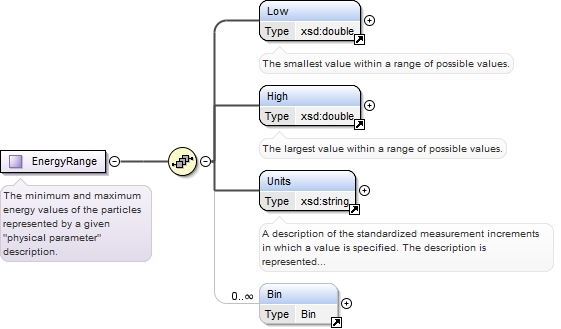 Low
Type xsd:double
The smallest value within a range of possible values.
High
Type xsd:double
The largest value within a range of possible values.
EnergyRange
The minimum and maximum
energy values of the particles
represented by a given
"physical parameter"
description.
Units
Type xsd:string
A description of the standardized measurement increments
in which a value is specified. The description is
represented...
0..∞
Bin
Type Bin